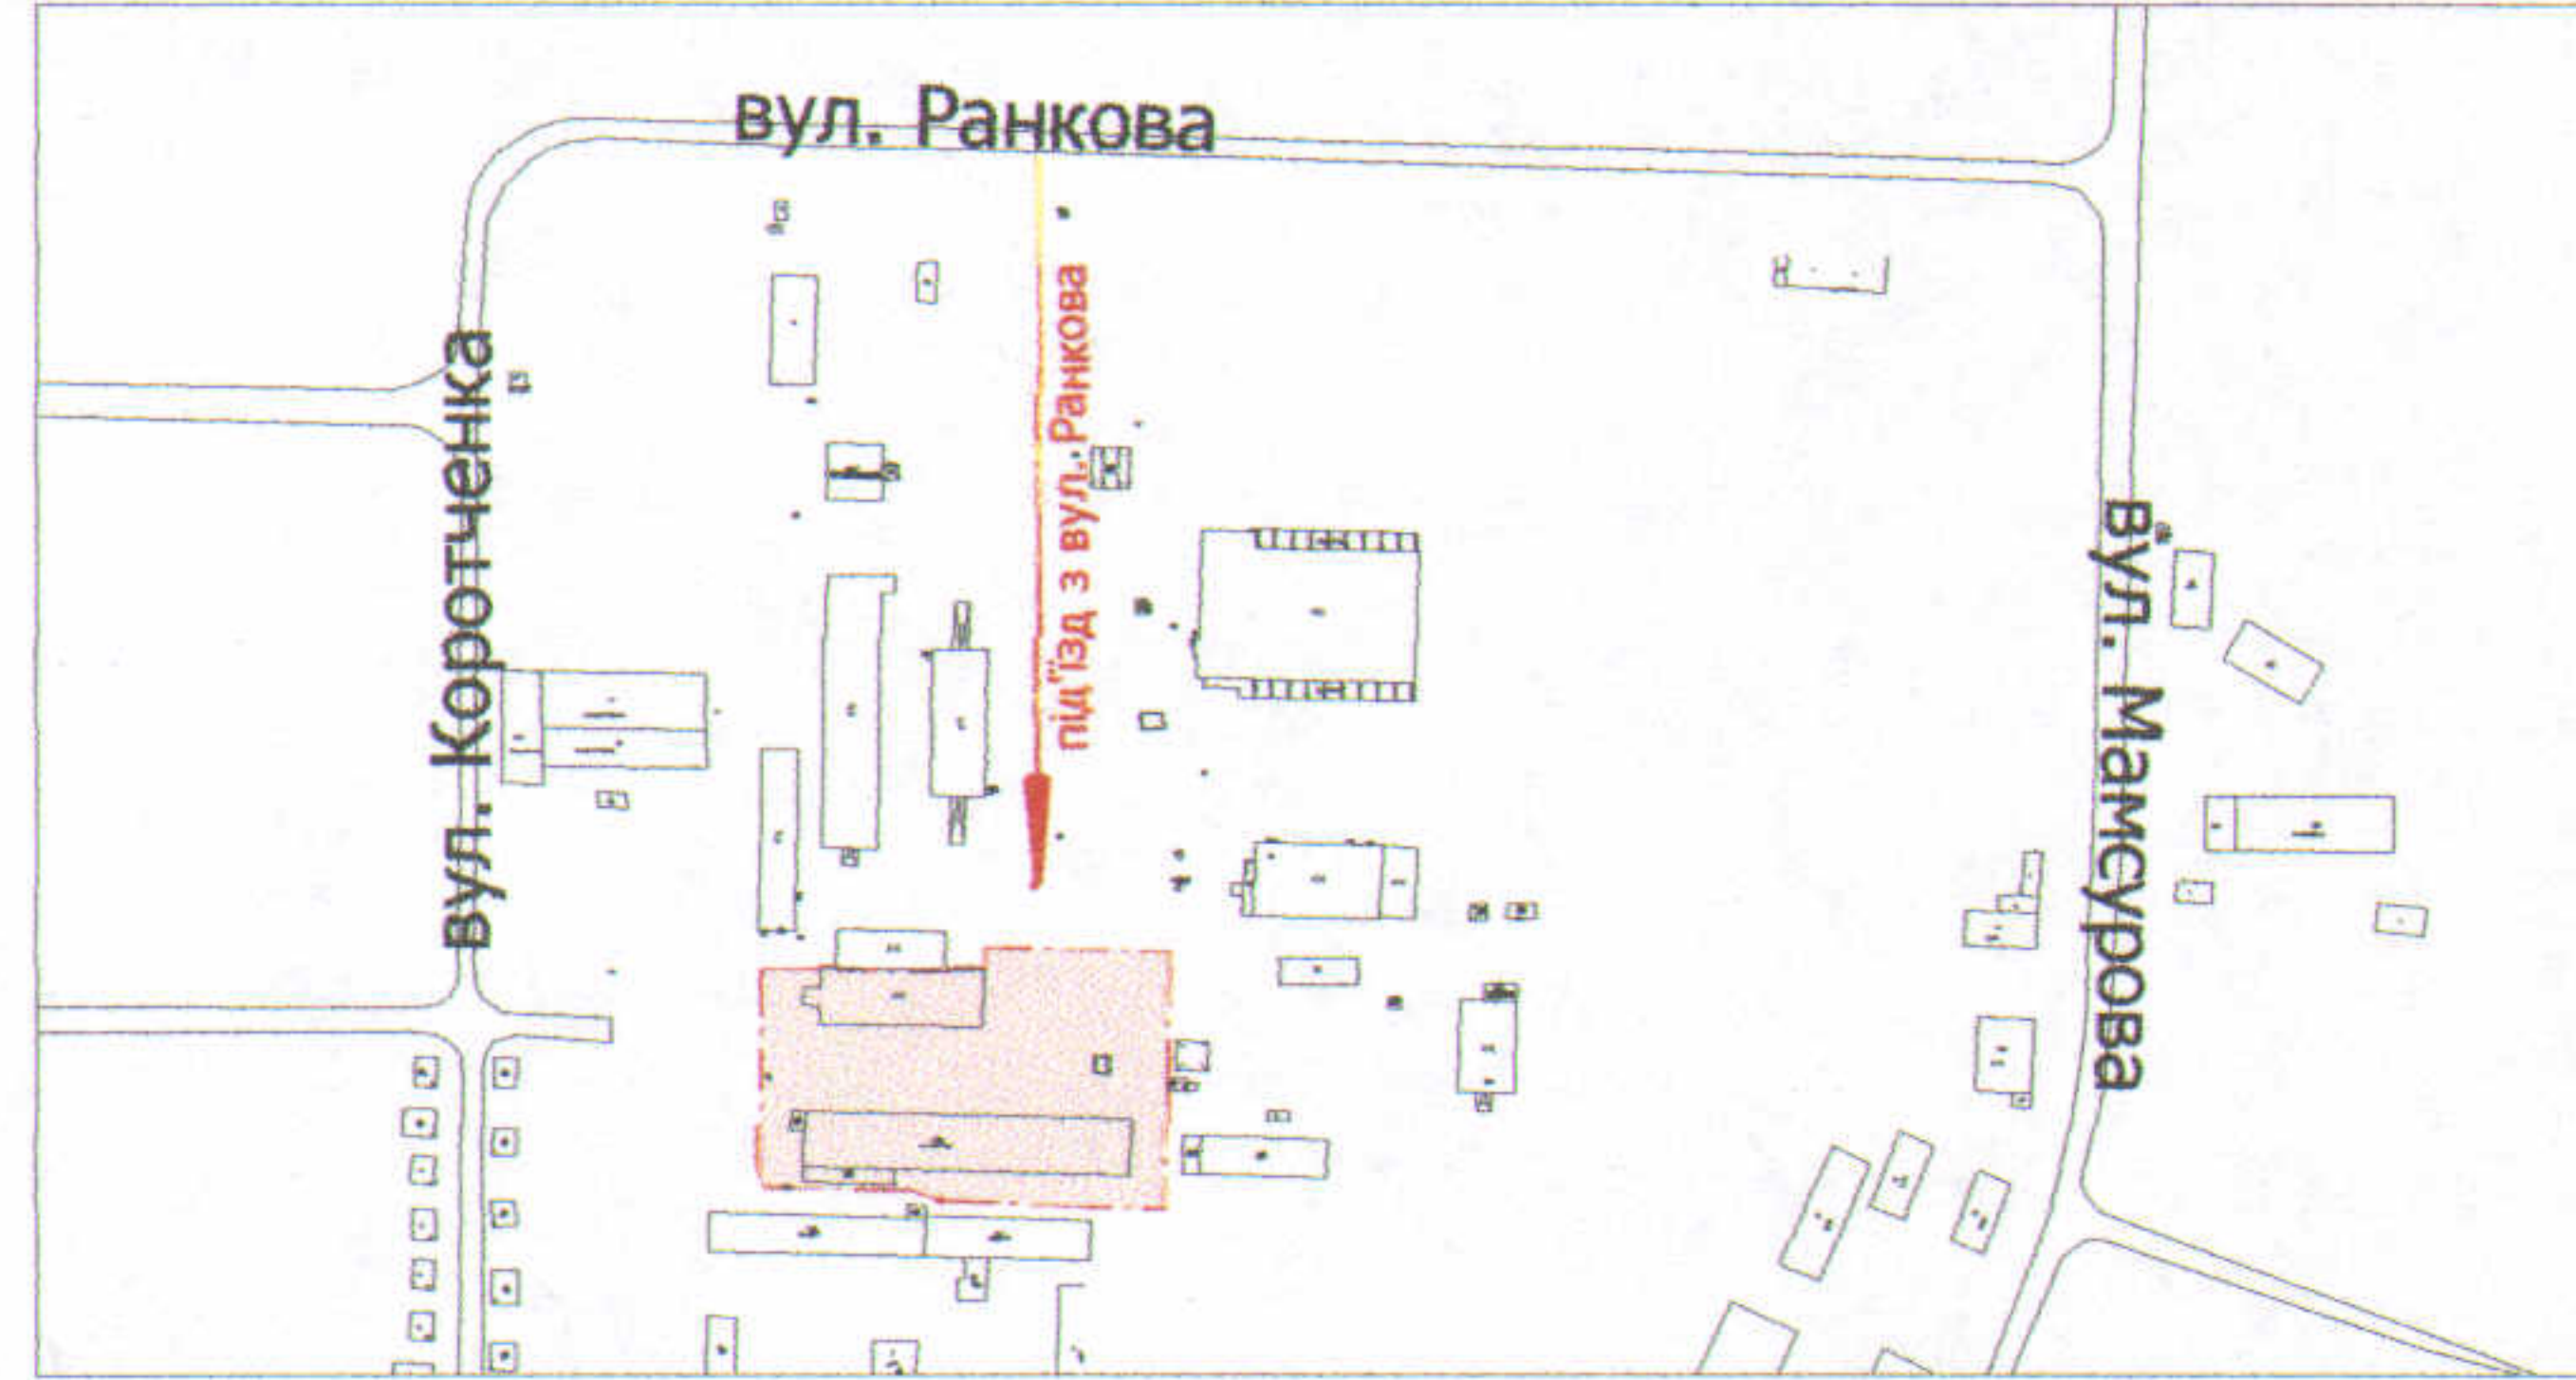 вул. Ранкова
вул. Коротченка
під"їзд з вул. Ранкова
вул. Мамсурова